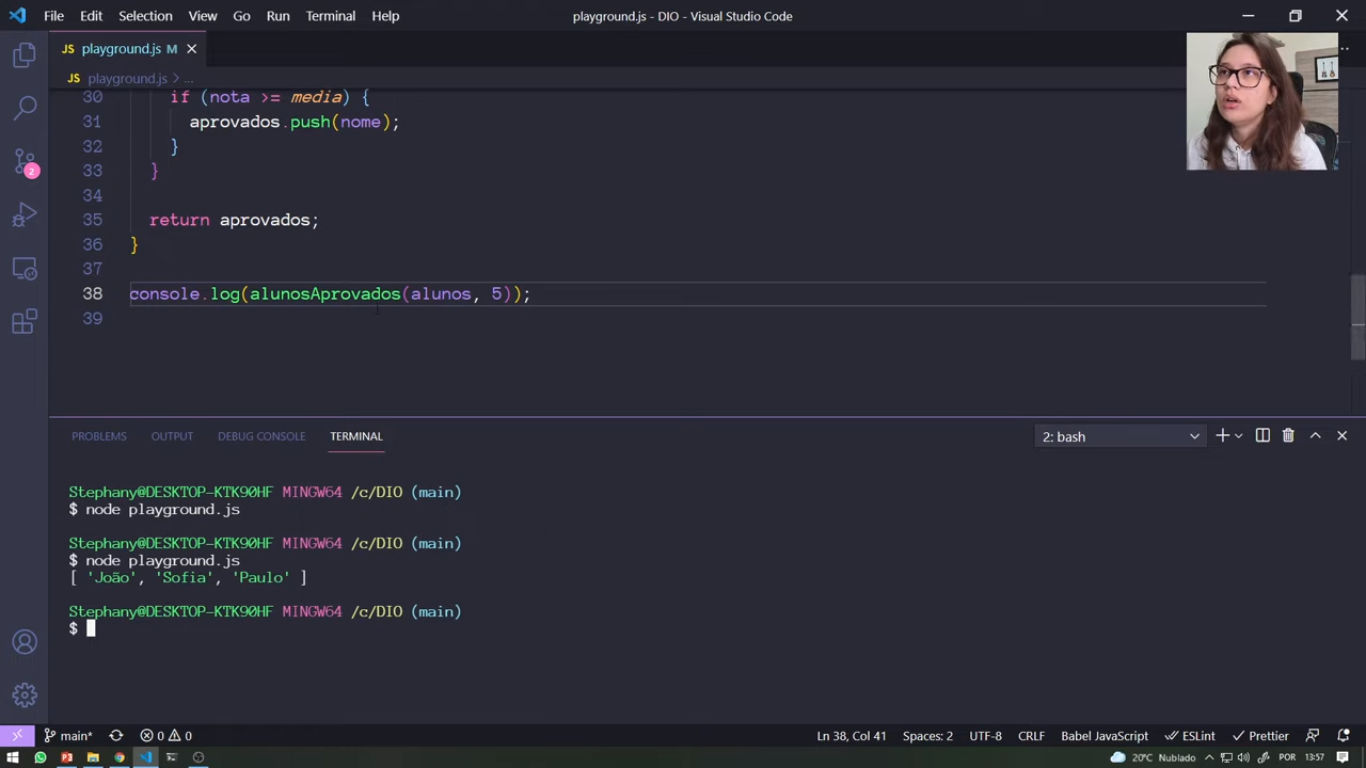 File Edit Selection View Go Run Terminal Help playground.js - DIO - Visual Studio Code
JS playground.js M
JS playground.js > ...
30 if (nota >= media) {
31 aprovados.push(nome);
32 }
33 }
34
35 return aprovados;
36 }
37
38 console.log(alunosAprovados(alunos, 5));
39
2
PROBLEMS OUTPUT DEBUG CONSOLE TERMINAL 2: bash
Stephany@DESKTOP-KTK90HF MINGW64 /c/DIO (main)
$ node playground.js
Stephany@DESKTOP-KTK90HF MINGW64 /c/DIO (main)
$ node playground.js
[ 'João', 'Sofia', 'Paulo' ]
Stephany@DESKTOP-KTK90HF MINGW64 /c/DIO (main)
$
main* 0 0 Ln 38, Col 41 Spaces: 2 UTF-8 CRLF Babel JavaScript ESLint Prettier
20°C Nublado POR 13:57